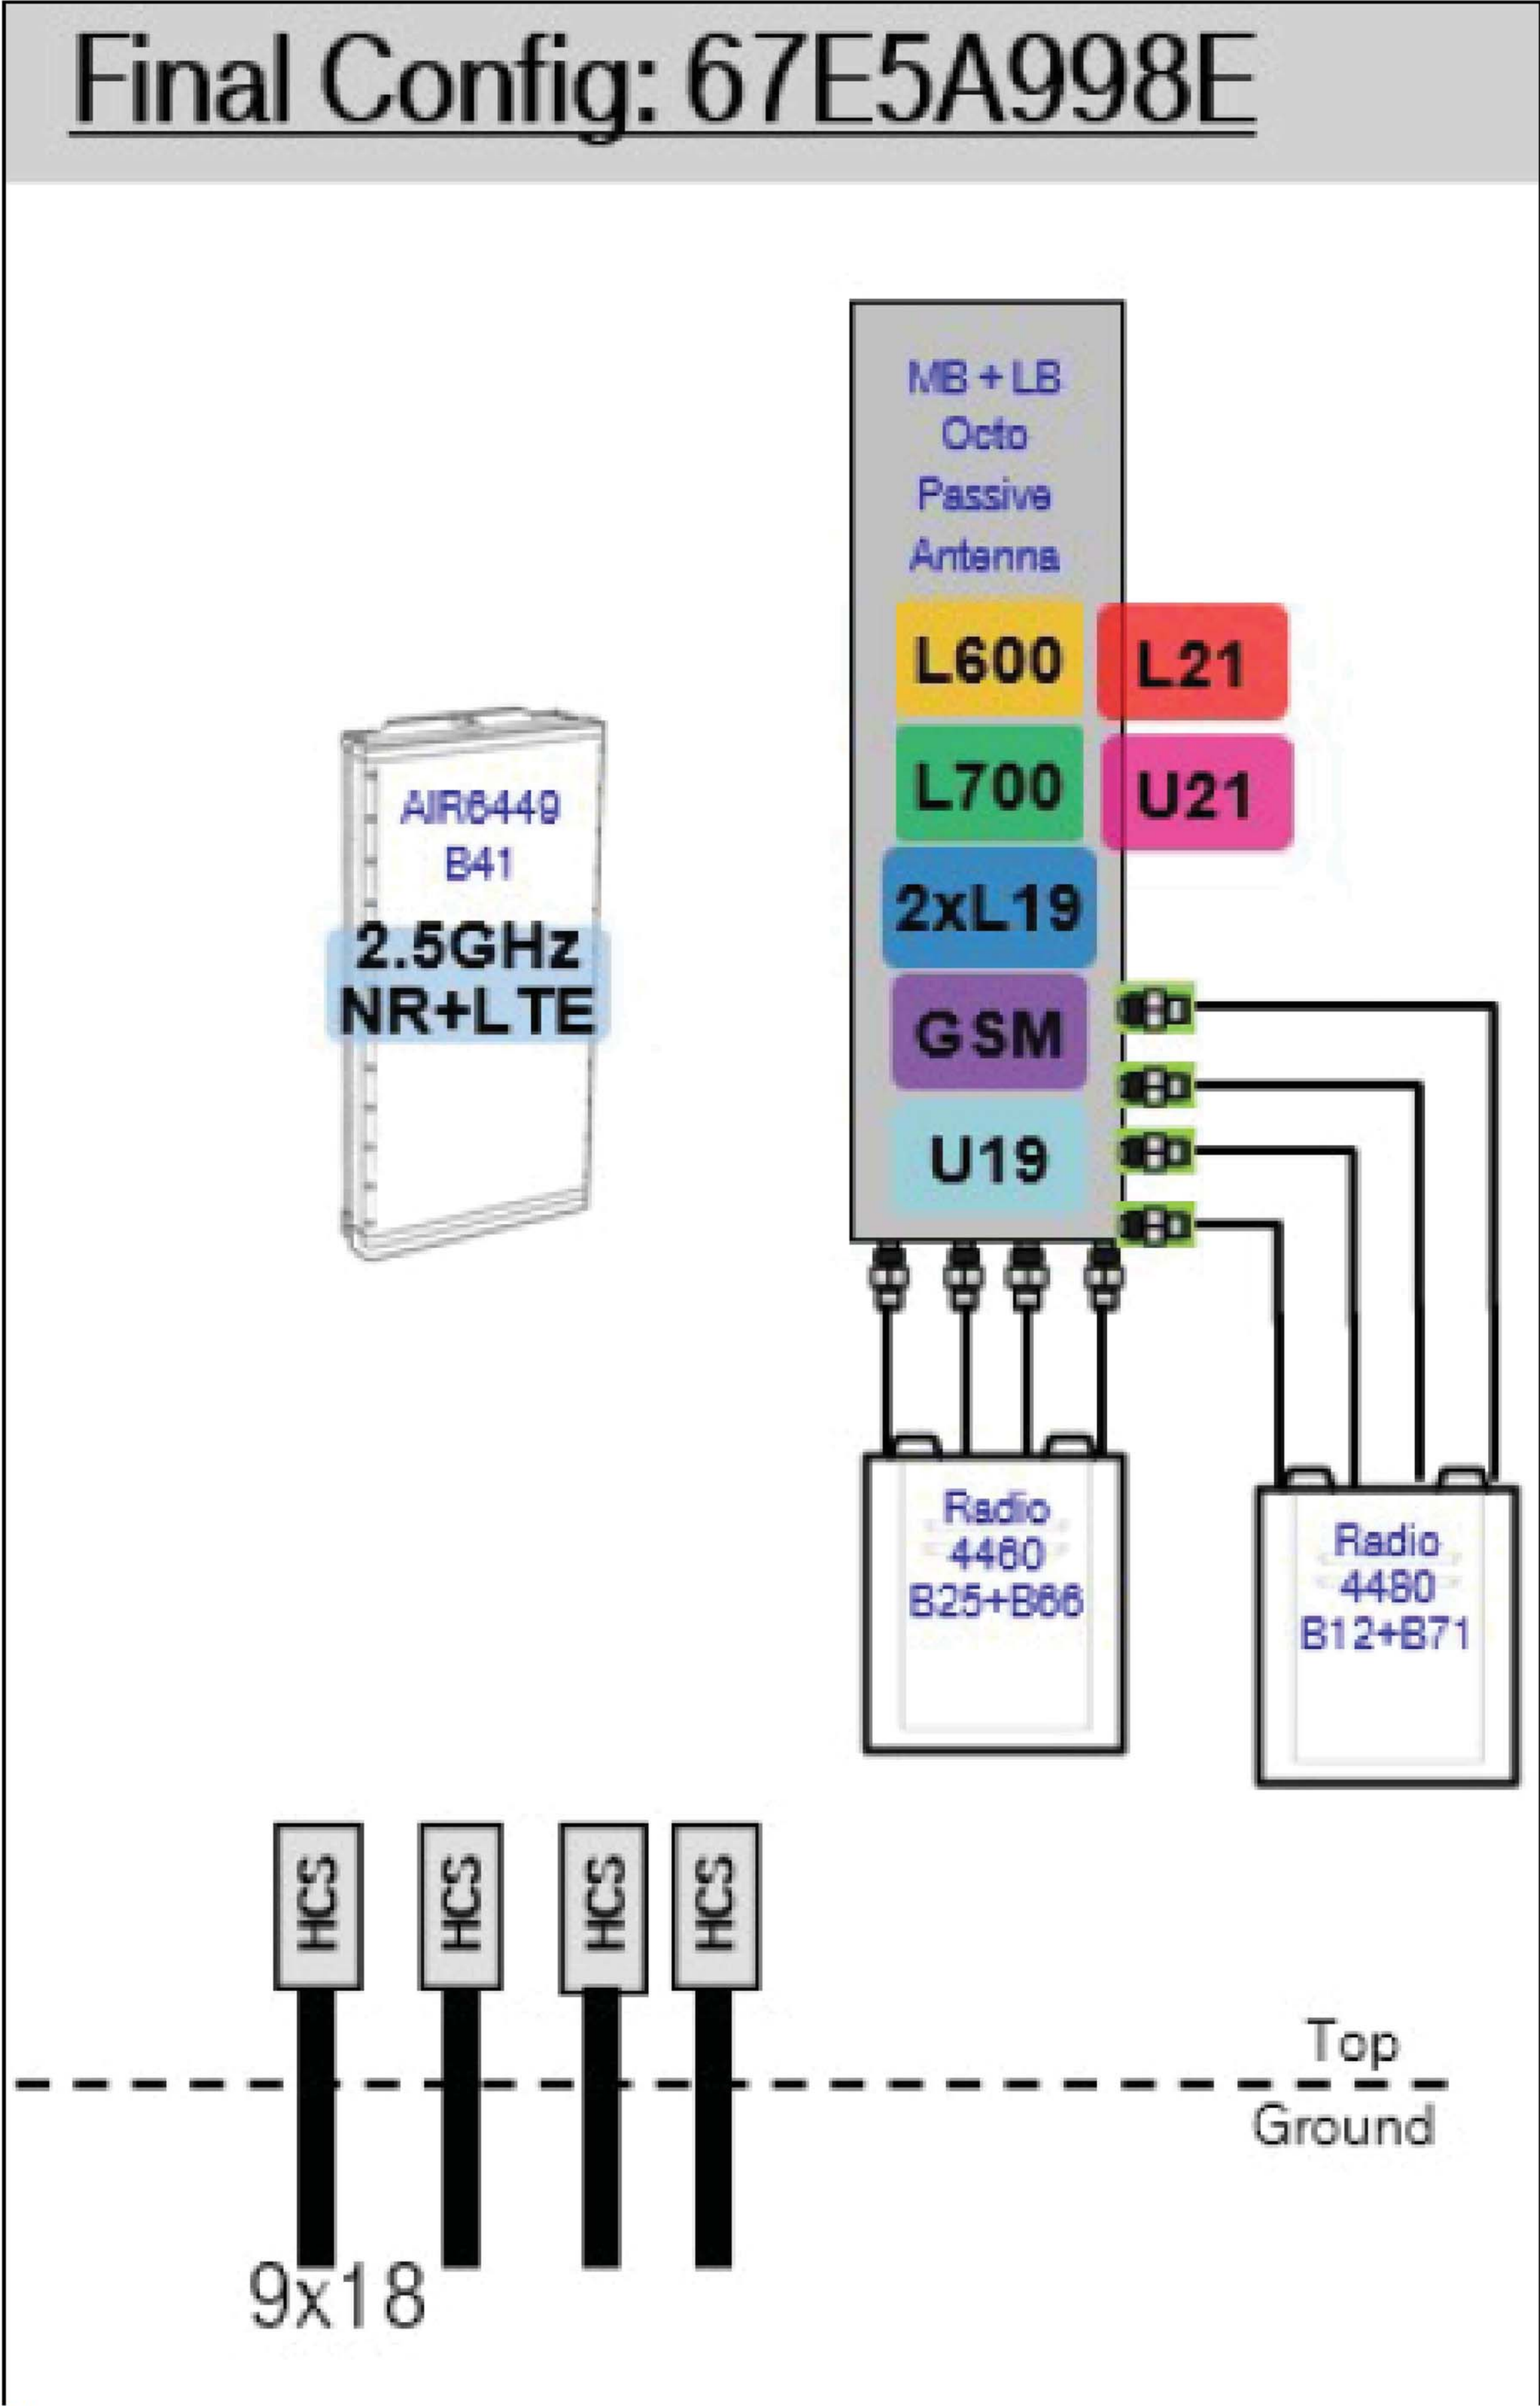 Final Config: 67E5A998E
MB + LB
Octo
Passive
Antenna
L600
L21
L700
U21
2xL19
GSM
U19
AIR6449
B41
2.5GHz
NR+LTE
Radio
4460
B25+B66
Radio
4480
B12+B71
HCS
HCS
HCS
HCS
Top
Ground
9x18